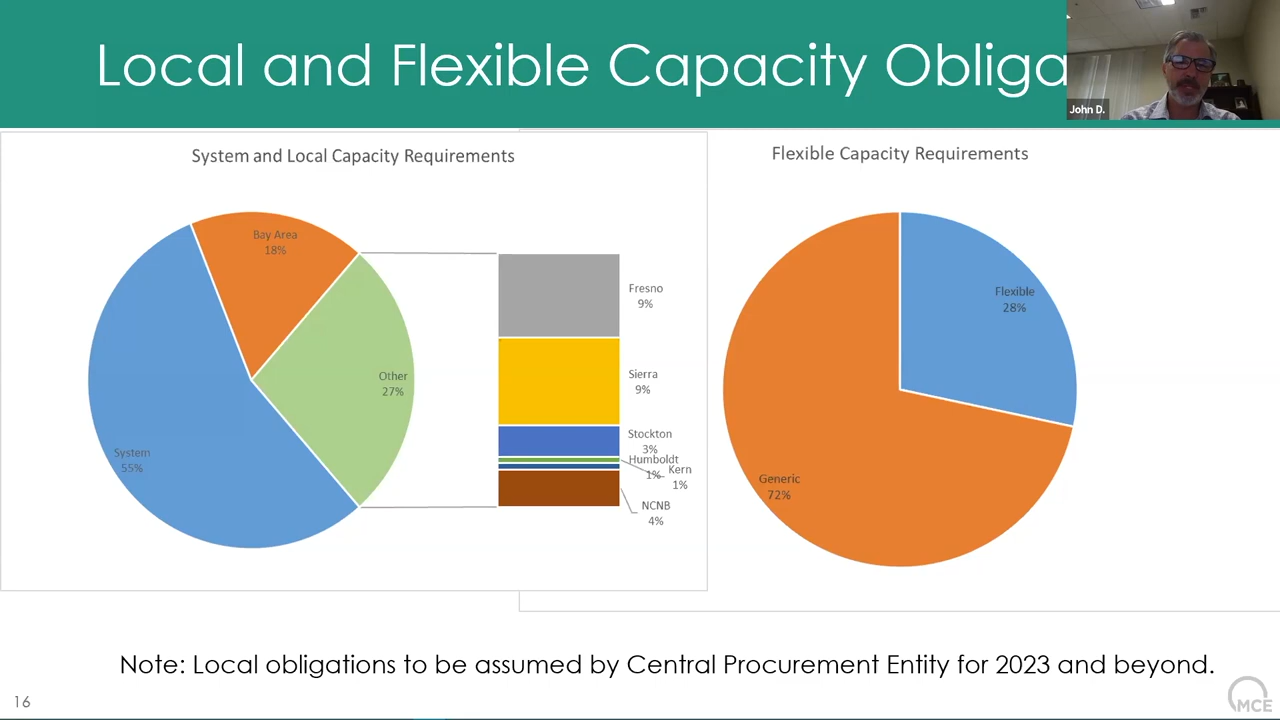 Local and Flexible Capacity Obliga
John D.
System and Local Capacity Requirements
Bay Area
18%
Other
27%
System
55%
Fresno
9%
Sierra
9%
Stockton
3%
Humboldt
1%
Kern
1%
NCNB
4%
Flexible Capacity Requirements
Flexible
28%
Generic
72%
Note: Local obligations to be assumed by Central Procurement Entity for 2023 and beyond.
16
MCE